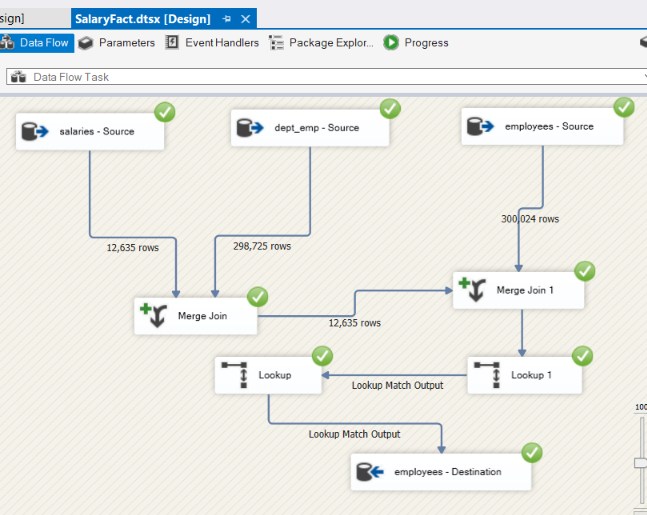 sign]
SalaryFact.dtsx [Design]
Data Flow
Parameters
Event Handlers
Package Explor...
Progress
Data Flow Task
salaries - Source
dept_emp - Source
employees - Source
300,024 rows
12,635 rows
298,725 rows
Merge Join 1
Merge Join
12,635 rows
Lookup
Lookup 1
Lookup Match Output
100
Lookup Match Output
employees - Destination